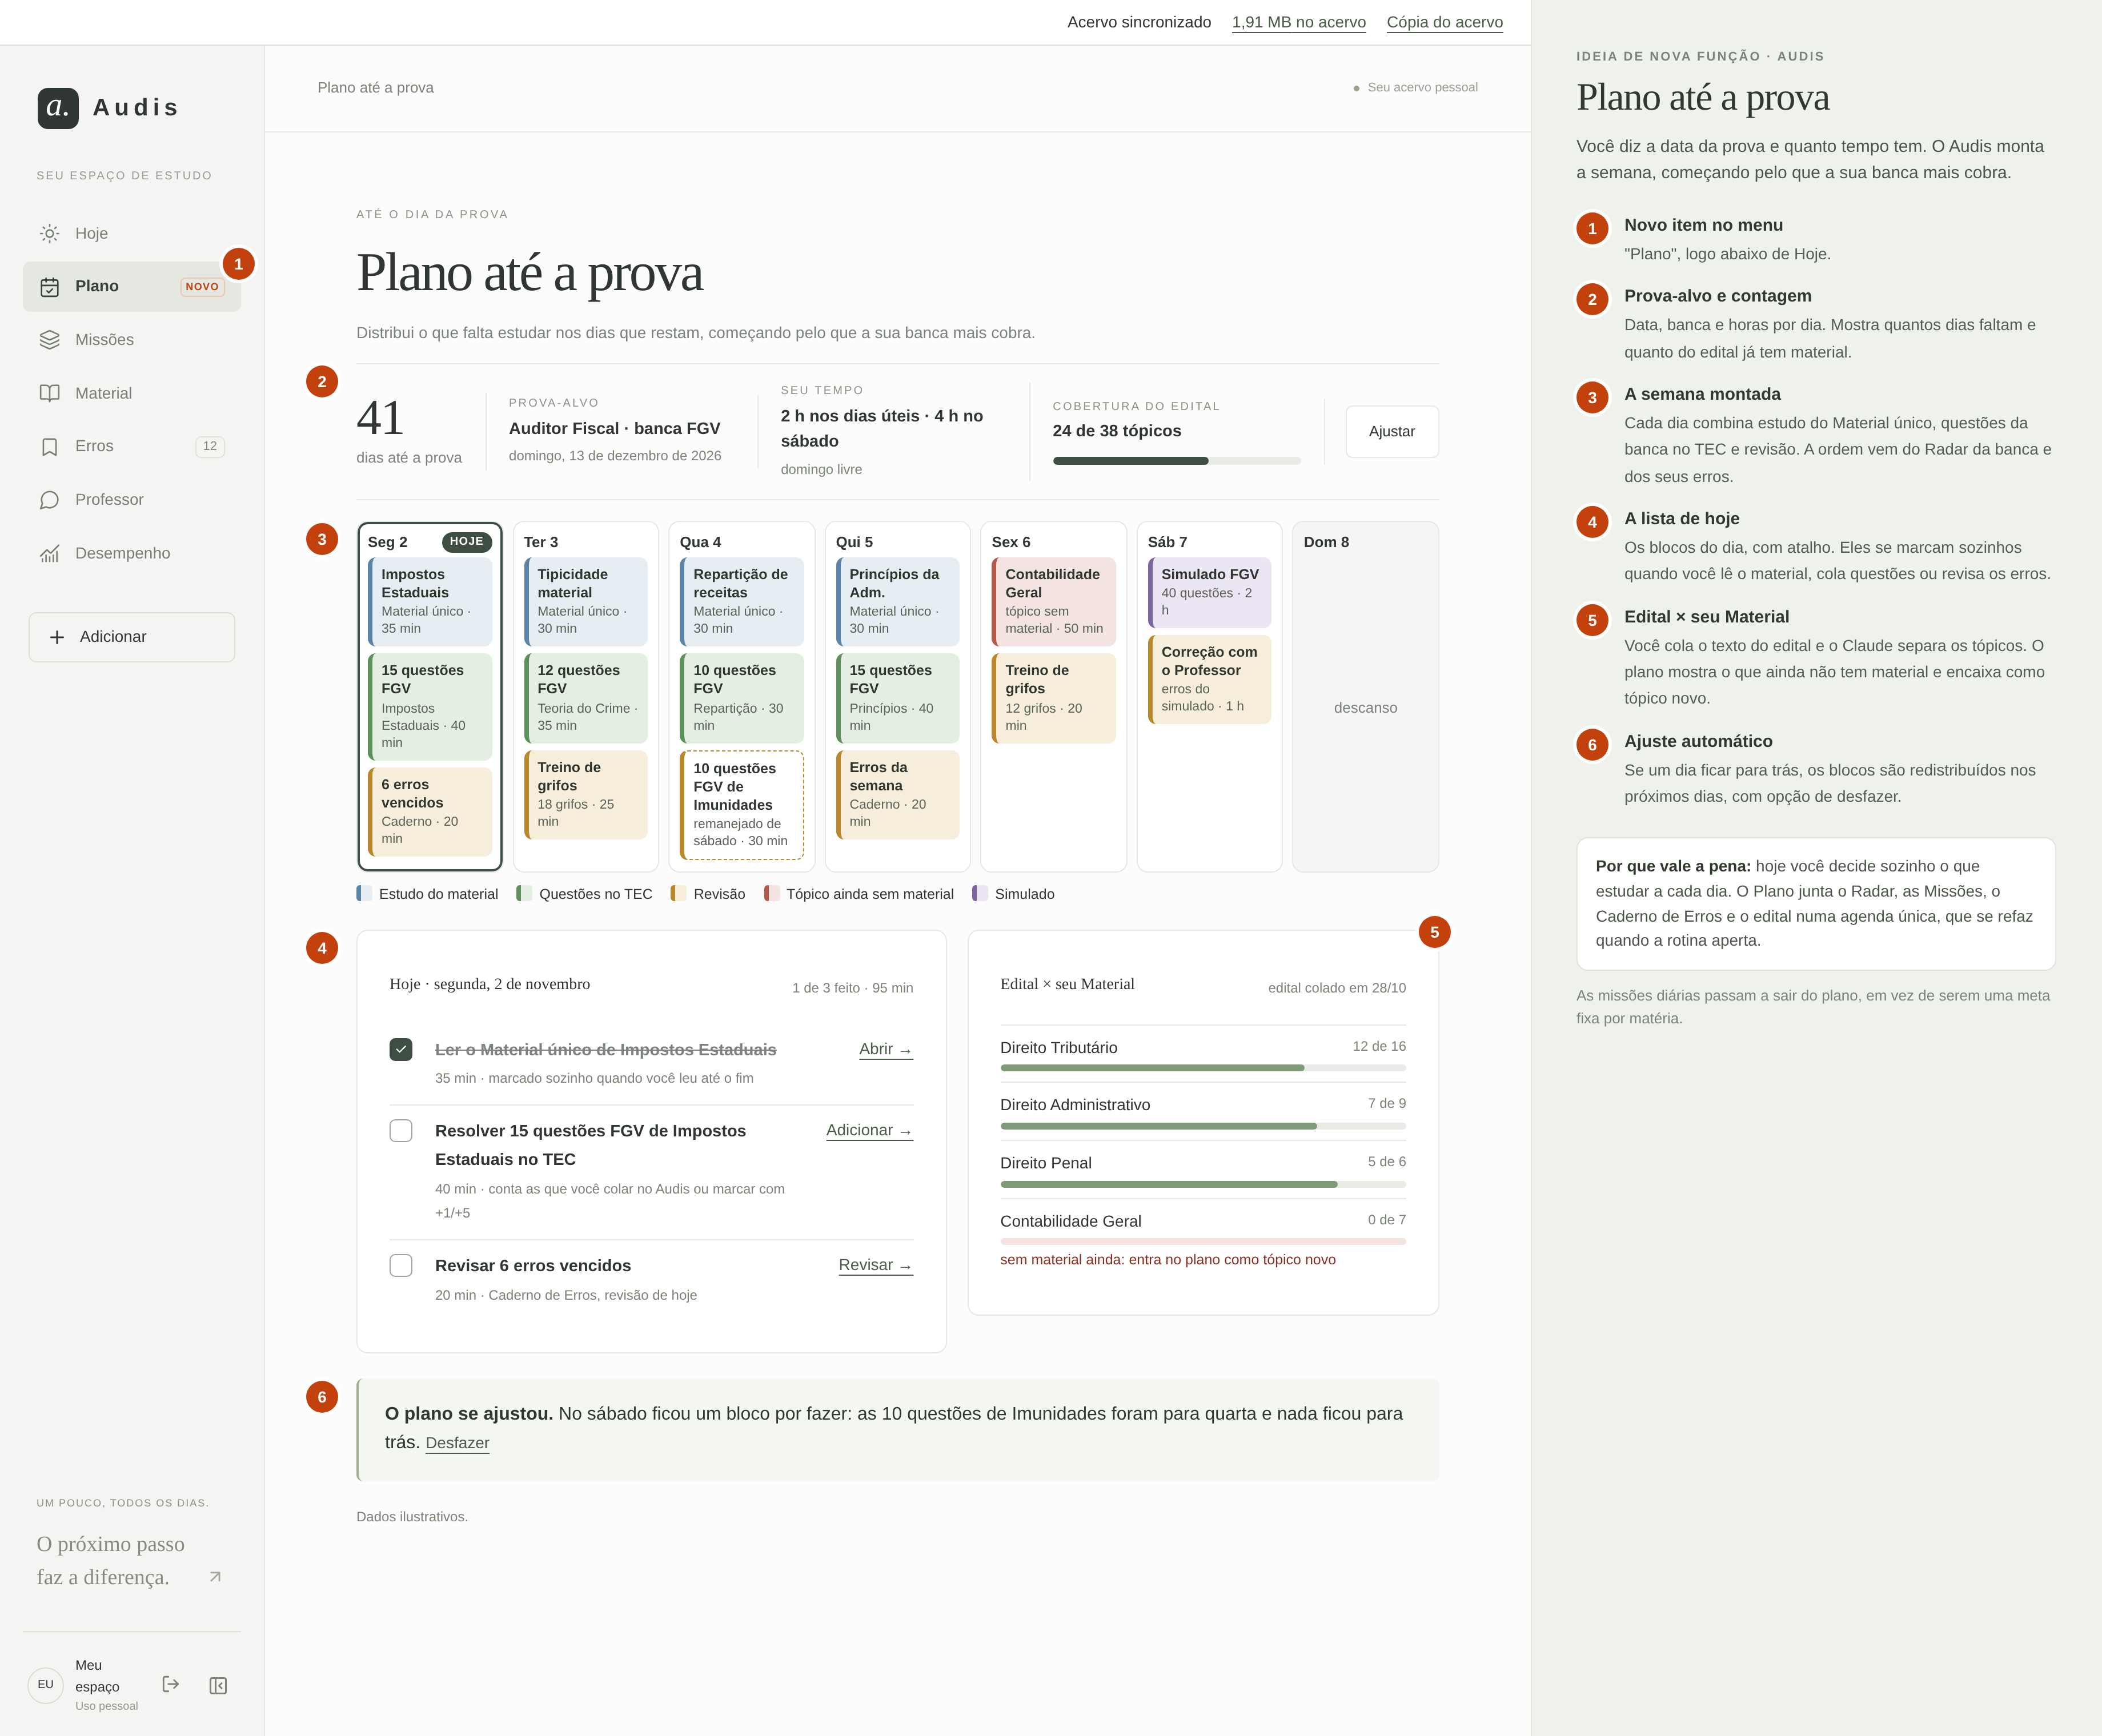 Acervo sincronizado 1,91 MB no acervo Cópia do acervo
a. Audis
SEU ESPAÇO DE ESTUDO
Hoje
Plano NOVO
1
Missões
Material
Erros 12
Professor
Desempenho
Adicionar
UM POUCO, TODOS OS DIAS.
O próximo passo
faz a diferença.
EU
Meu
espaço
Uso pessoal
Plano até a prova
Seu acervo pessoal
ATÉ O DIA DA PROVA
Plano até a prova
Distribui o que falta estudar nos dias que restam, começando pelo que a sua banca mais cobra.
2
41
dias até a prova
PROVA-ALVO
Auditor Fiscal · banca FGV
domingo, 13 de dezembro de 2026
SEU TEMPO
2 h nos dias úteis · 4 h no
sábado
domingo livre
COBERTURA DO EDITAL
24 de 38 tópicos
Ajustar
3
Seg 2 HOJE
Impostos
Estaduais
Material único ·
35 min
15 questões
FGV
Impostos
Estaduais · 40
min
6 erros
vencidos
Caderno · 20
min
Ter 3
Tipicidade
material
Material único ·
30 min
12 questões
FGV
Teoria do Crime ·
35 min
Treino de
grifos
18 grifos · 25
min
Qua 4
Repartição de
receitas
Material único ·
30 min
10 questões
FGV
Repartição · 30
min
10 questões
FGV de
Imunidades
remanejado de
sábado · 30 min
Qui 5
Princípios da
Adm.
Material único ·
30 min
15 questões
FGV
Princípios · 40
min
Erros da
semana
Caderno · 20
min
Sex 6
Contabilidade
Geral
tópico sem
material · 50 min
Treino de
grifos
12 grifos · 20
min
Sáb 7
Simulado FGV
40 questões · 2
h
Correção com
o Professor
erros do
simulado · 1 h
Dom 8
descanso
Estudo do material Questões no TEC Revisão Tópico ainda sem material Simulado
4
Hoje · segunda, 2 de novembro 1 de 3 feito · 95 min
Ler o Material único de Impostos Estaduais Abrir →
35 min · marcado sozinho quando você leu até o fim
Resolver 15 questões FGV de Impostos Adicionar →
Estaduais no TEC
40 min · conta as que você colar no Audis ou marcar com
+1/+5
Revisar 6 erros vencidos Revisar →
20 min · Caderno de Erros, revisão de hoje
5
Edital × seu Material edital colado em 28/10
Direito Tributário 12 de 16
Direito Administrativo 7 de 9
Direito Penal 5 de 6
Contabilidade Geral 0 de 7
sem material ainda: entra no plano como tópico novo
6
O plano se ajustou. No sábado ficou um bloco por fazer: as 10 questões de Imunidades foram para quarta e nada ficou para
trás. Desfazer
Dados ilustrativos.
IDEIA DE NOVA FUNÇÃO · AUDIS
Plano até a prova
Você diz a data da prova e quanto tempo tem. O Audis monta
a semana, começando pelo que a sua banca mais cobra.
1 Novo item no menu
"Plano", logo abaixo de Hoje.
2 Prova-alvo e contagem
Data, banca e horas por dia. Mostra quantos dias faltam e
quanto do edital já tem material.
3 A semana montada
Cada dia combina estudo do Material único, questões da
banca no TEC e revisão. A ordem vem do Radar da banca e
dos seus erros.
4 A lista de hoje
Os blocos do dia, com atalho. Eles se marcam sozinhos
quando você lê o material, cola questões ou revisa os erros.
5 Edital × seu Material
Você cola o texto do edital e o Claude separa os tópicos. O
plano mostra o que ainda não tem material e encaixa como
tópico novo.
6 Ajuste automático
Se um dia ficar para trás, os blocos são redistribuídos nos
próximos dias, com opção de desfazer.
Por que vale a pena: hoje você decide sozinho o que
estudar a cada dia. O Plano junta o Radar, as Missões, o
Caderno de Erros e o edital numa agenda única, que se refaz
quando a rotina aperta.
As missões diárias passam a sair do plano, em vez de serem uma meta
fixa por matéria.